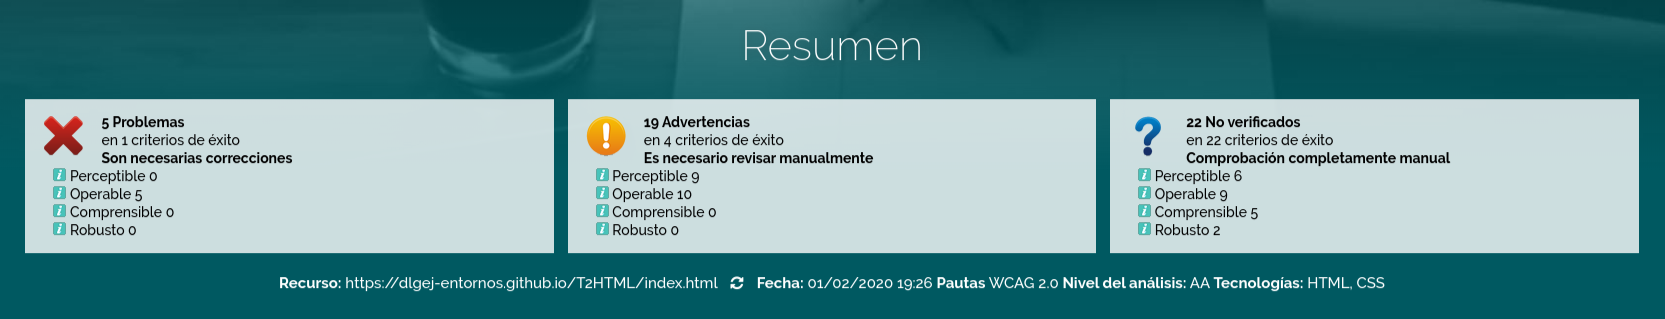 Resumen
5 Problemas
en 1 criterios de éxito
Son necesarias correcciones
Perceptible 0
Operable 5
Comprensible 0
Robusto 0
19 Advertencias
en 4 criterios de éxito
Es necesario revisar manualmente
Perceptible 9
Operable 10
Comprensible 0
Robusto 0
22 No verificados
en 22 criterios de éxito
Comprobación completamente manual
Perceptible 6
Operable 9
Comprensible 5
Robusto 2
Recurso: https://dlgej-entornos.github.io/T2HTML/index.html Fecha: 01/02/2020 19:26 Pautas WCAG 2.0 Nivel del análisis: AA Tecnologías: HTML, CSS